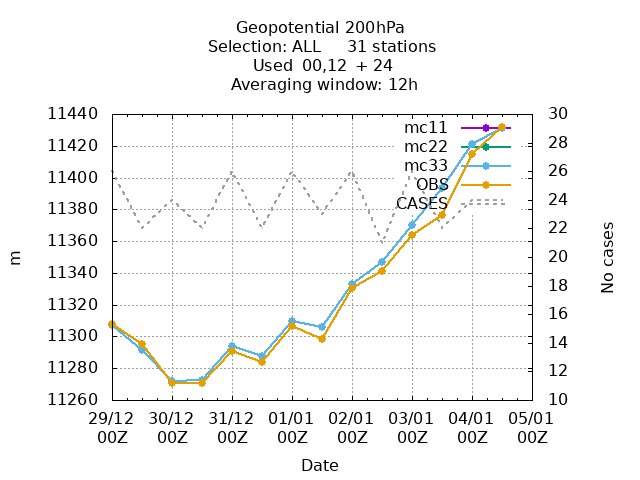 Geopotential 200hPa
Selection: ALL 31 stations
Used 00,12 + 24
Averaging window: 12h
11440
11420
11400
11380
11360
11340
11320
11300
11280
11260
m
30
28
26
24
22
20
18
16
14
12
10
No cases
mc11
mc22
mc33
OBS
CASES
29/12 30/12 31/12 01/01 02/01 03/01 04/01 05/01
00Z 00Z 00Z 00Z 00Z 00Z 00Z 00Z
Date